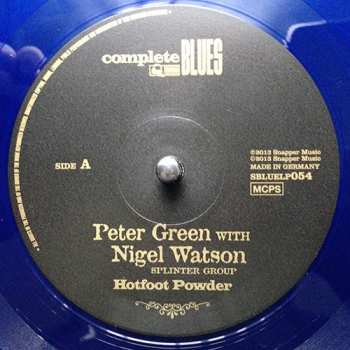 complete BLUES
SIDE A
℗2013 Snapper Music
©2013 Snapper Music
MADE IN GERMANY
SBLUELP054
MCPS
Peter Green WITH
Nigel Watson
SPLINTER GROUP
Hotfoot Powder